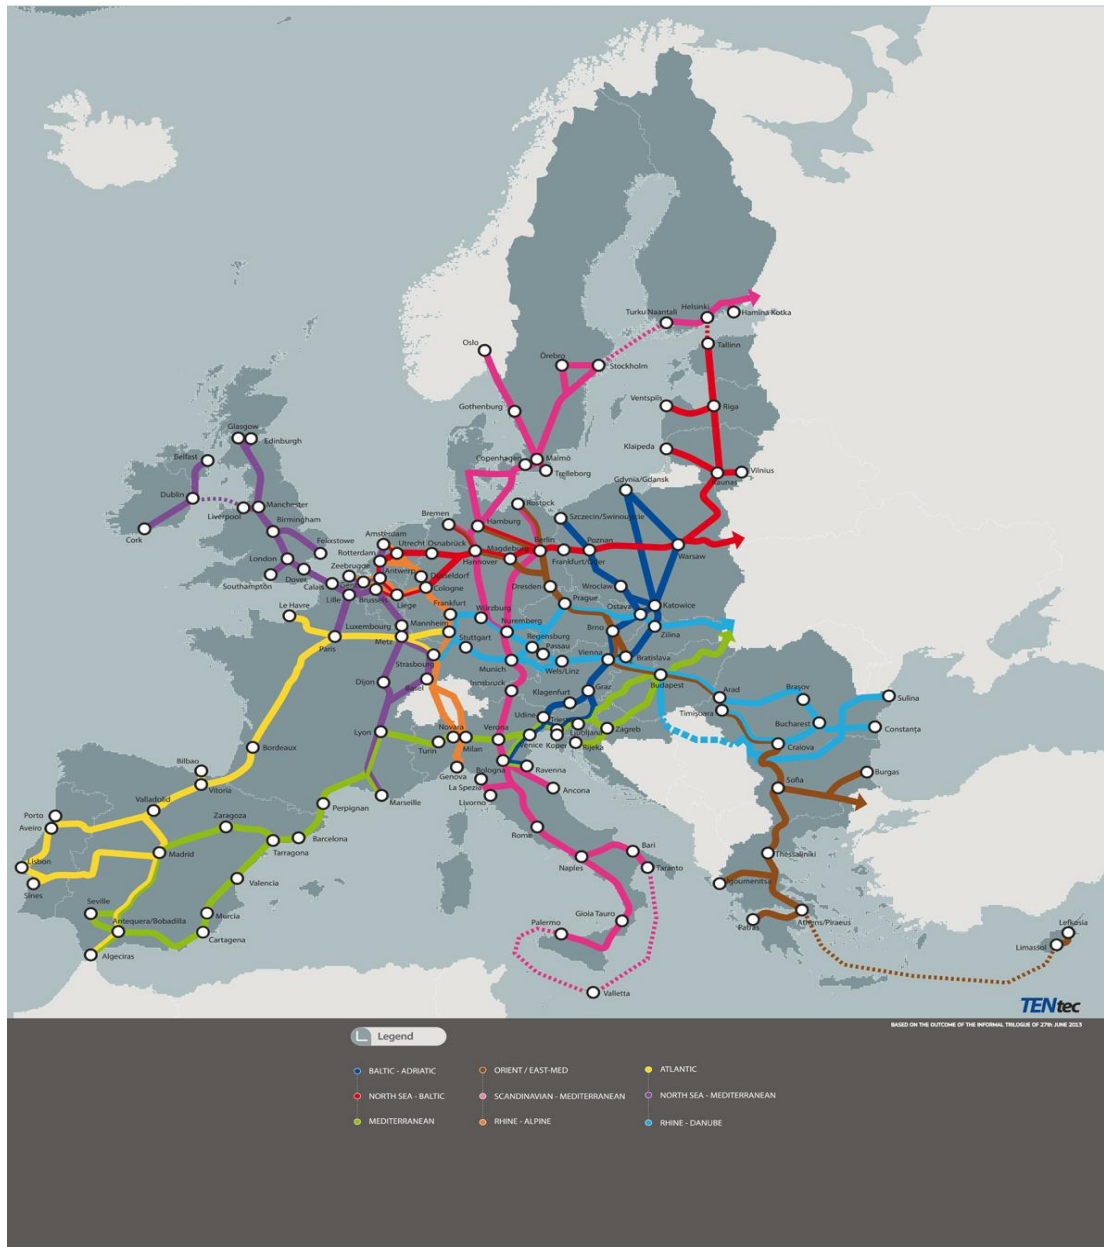 Helsinki
Turku Naantali
Hamina Kotka
Tallinn
Oslo
Örebro
Stockholm
Ventspils
Riga
Gothenburg
Glasgow
Edinburgh
Klaipeda
Belfast
Copenhagen
Malmö
Trelleborg
Vilnius
Kaunas
Gdynia/Gdansk
Dublin
Manchester
Liverpool
Rostock
Birmingham
Bremen
Hamburg
Szczecin/Swinoujscie
Cork
Felixstowe
Amsterdam
Utrecht
Osnabrück
Rotterdam
Magdeburg
Berlin
Poznan
Warsaw
London
Zeebrugge
Hannover
Frankfurt/Oder
Southampton
Dover
Calais
Antwerp
Düsseldorf
Cologne
Dresden
Wroclaw
Lille
Brussels
Liege
Prague
Katowice
Ostava
Le Havre
Frankfurt
Würzburg
Luxembourg
Mannheim
Nuremberg
Brno
Zilina
Paris
Metz
Stuttgart
Regensburg
Passau
Strasbourg
Munich
Wels/Linz
Vienna
Bratislava
Dijon
Basel
Innsbruck
Klagenfurt
Graz
Budapest
Arad
Braşov
Sulina
Timişoara
Bucharest
Constanţa
Lyon
Novara
Verona
Udine
Zagreb
Turin
Milan
Venice
Koper
Ljubljana
Rijeka
Craiova
Bordeaux
Bilbao
Genova
Bologna
Ravenna
Burgas
Vitoria
La Spezia
Sofia
Valladolid
Marseille
Livorno
Ancona
Porto
Zaragoza
Perpignan
Aveiro
Rome
Barcelona
Tarragona
Bari
Madrid
Naples
Taranto
Thessaliniki
Lisbon
Sines
Valencia
Igoumenitsa
Seville
Antequera/Bobadilla
Murcia
Gioia Tauro
Palermo
Patras
Athens/Piraeus
Lefkosia
Cartagena
Limassol
Algeciras
Valletta
TENtec
BASED ON THE OUTCOME OF THE INFORMAL TRILOGUE OF 27th JUNE 2013
Legend
BALTIC - ADRIATIC
ORIENT / EAST-MED
ATLANTIC
NORTH SEA - BALTIC
SCANDINAVIAN - MEDITERRANEAN
NORTH SEA - MEDITERRANEAN
MEDITERRANEAN
RHINE - ALPINE
RHINE - DANUBE